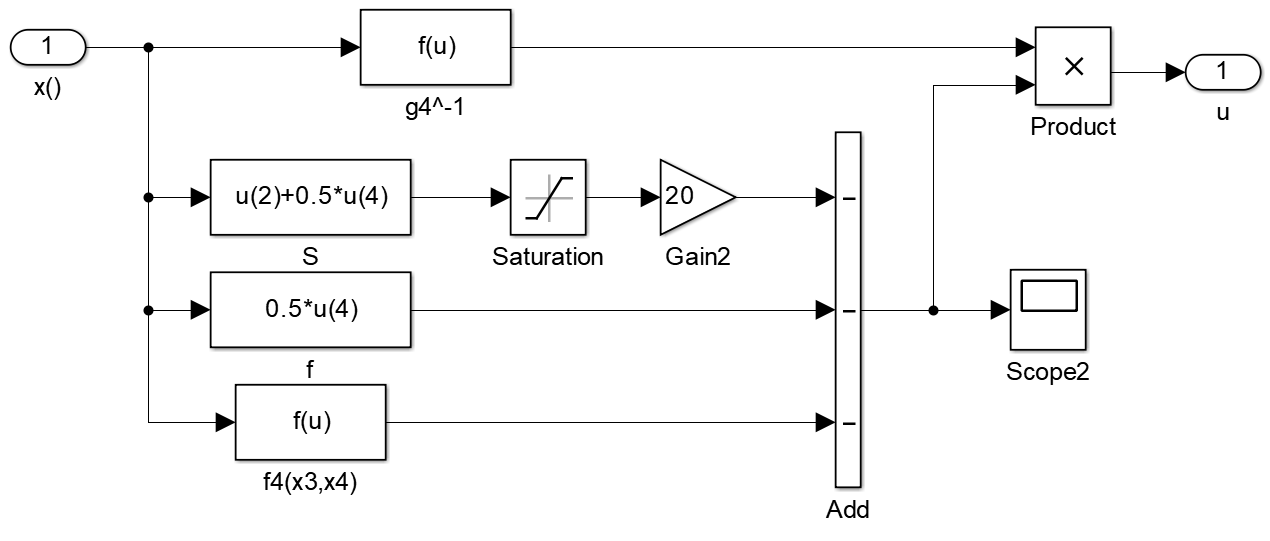 1
x()
f(u)
g4^-1
×
Product
1
u
u(2)+0.5*u(4)
S
Saturation
20
Gain2
−
0.5*u(4)
f
−
Scope2
f(u)
f4(x3,x4)
−
Add